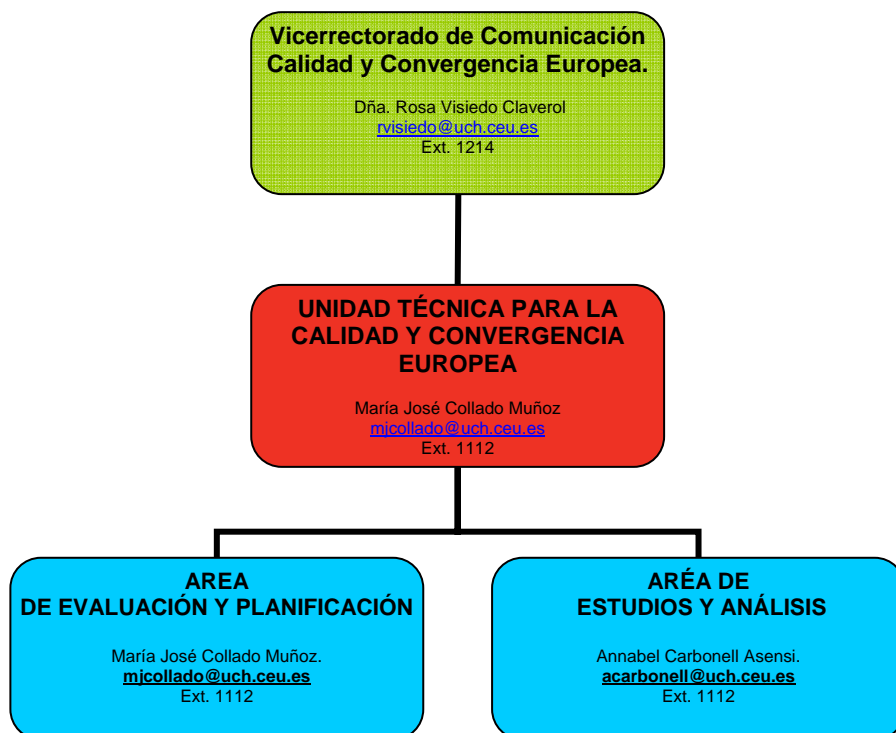 Vicerrectorado de Comunicación
Calidad y Convergencia Europea.
Dña. Rosa Visiedo Claverol
rvisiedo@uch.ceu.es
Ext. 1214
UNIDAD TÉCNICA PARA LA
CALIDAD Y CONVERGENCIA
EUROPEA
María José Collado Muñoz
mjcollado@uch.ceu.es
Ext. 1112
AREA
DE EVALUACIÓN Y PLANIFICACIÓN
María José Collado Muñoz.
mjcollado@uch.ceu.es
Ext. 1112
ARÉA DE
ESTUDIOS Y ANÁLISIS
Annabel Carbonell Asensi.
acarbonell@uch.ceu.es
Ext. 1112